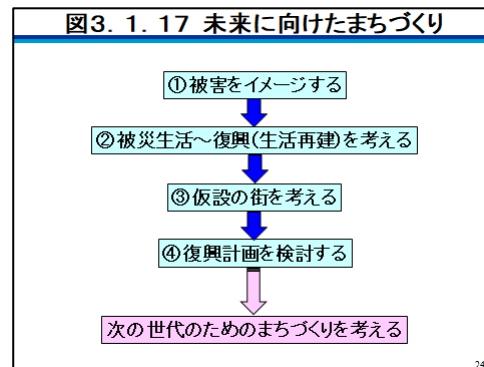 図3．1．17 未来に向けたまちづくり
①被害をイメージする
②被災生活～復興(生活再建)を考える
③仮設の街を考える
④復興計画を検討する
次の世代のためのまちづくりを考える
24